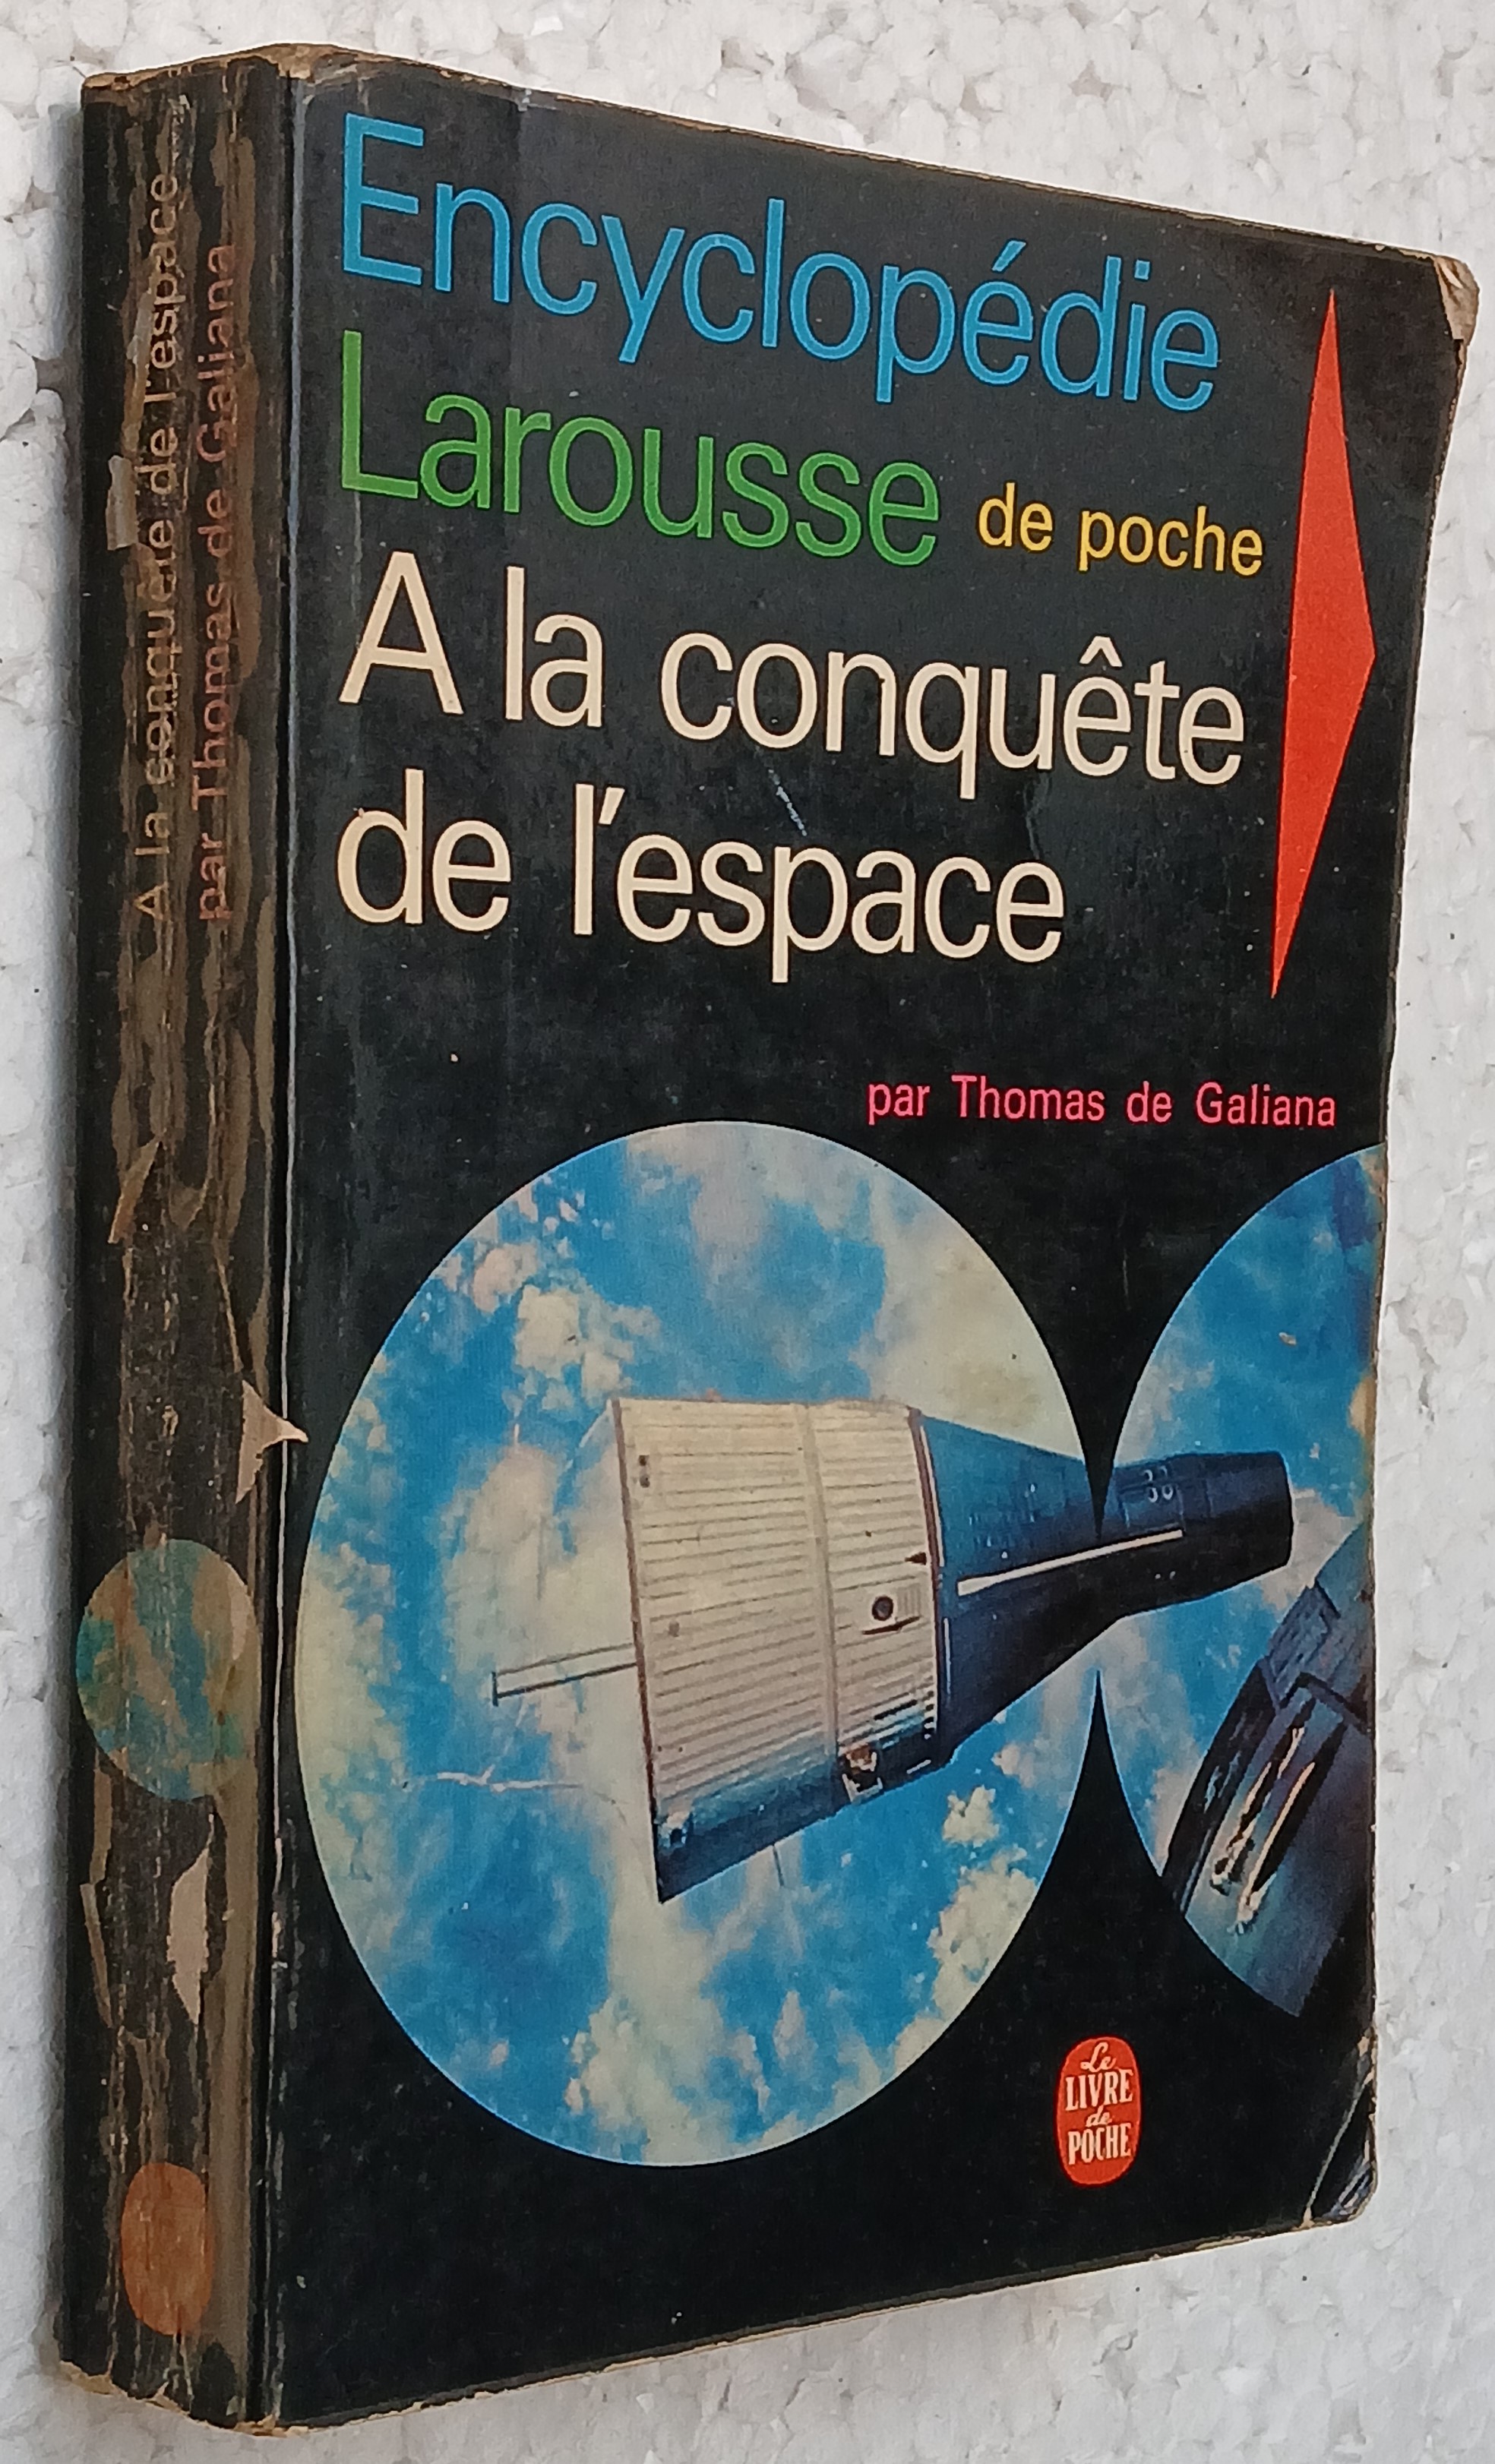 Encyclopédie
Larousse de poche
A la conquête
de l'espace
par Thomas de Galiana
Le
LIVRE
de
POCHE
A la conquête de l'espace
par Thomas de Galiana